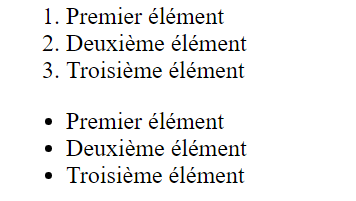 1. Premier élément
2. Deuxième élément
3. Troisième élément
• Premier élément
• Deuxième élément
• Troisième élément